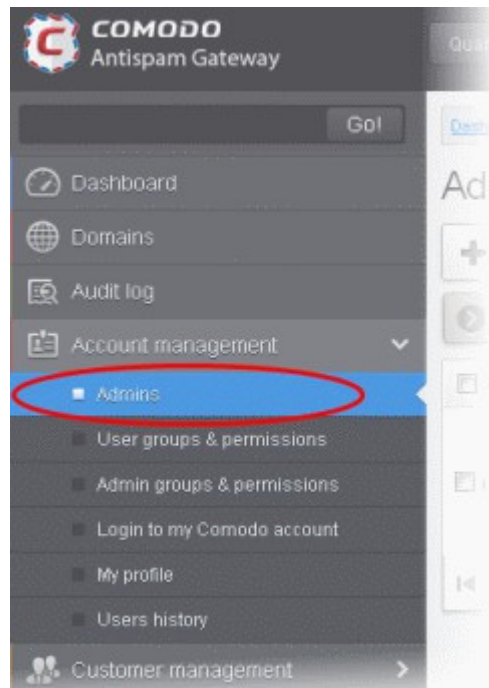 COMODO
Antispam Gateway
Go!
Dashboard
Ad
Domains
Audit log
Account management
Admins
User groups & permissions
Admin groups & permissions
Login to my Comodo account
My profile
Users history
Customer management